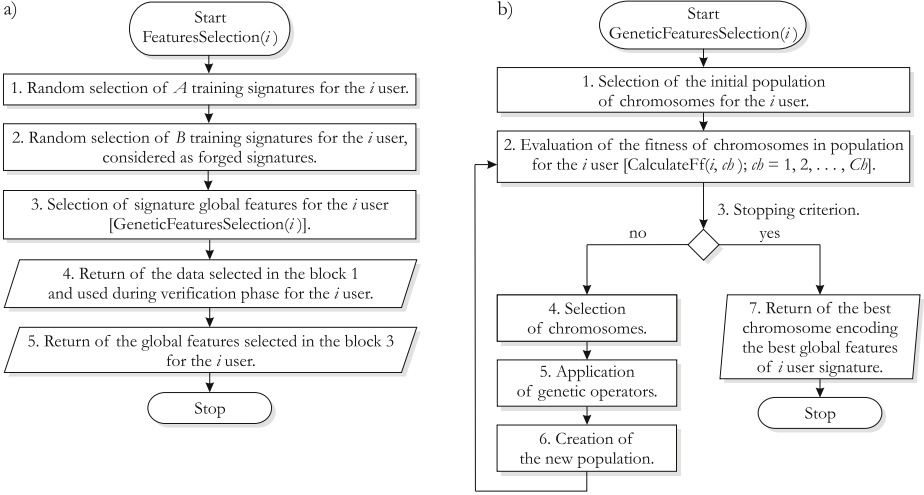 a)
Start
FeaturesSelection(i)
1. Random selection of A training signatures for the i user.
2. Random selection of B training signatures for the i user,
considered as forged signatures.
3. Selection of signature global features for the i user
[GeneticFeaturesSelection(i)].
4. Return of the data selected in the block 1
and used during verification phase for the i user.
5. Return of the global features selected in the block 3
for the i user.
Stop
b)
Start
GeneticFeaturesSelection(i)
1. Selection of the initial population
of chromosomes for the i user.
2. Evaluation of the fitness of chromosomes in population
for the i user [CalculateFf(i, ch ); ch = 1, 2, . . . , Ch].
3. Stopping criterion.
no
yes
4. Selection
of chromosomes.
5. Application
of genetic operators.
6. Creation of
the new population.
7. Return of the best
chromosome encoding
the best global features
of i user signature.
Stop